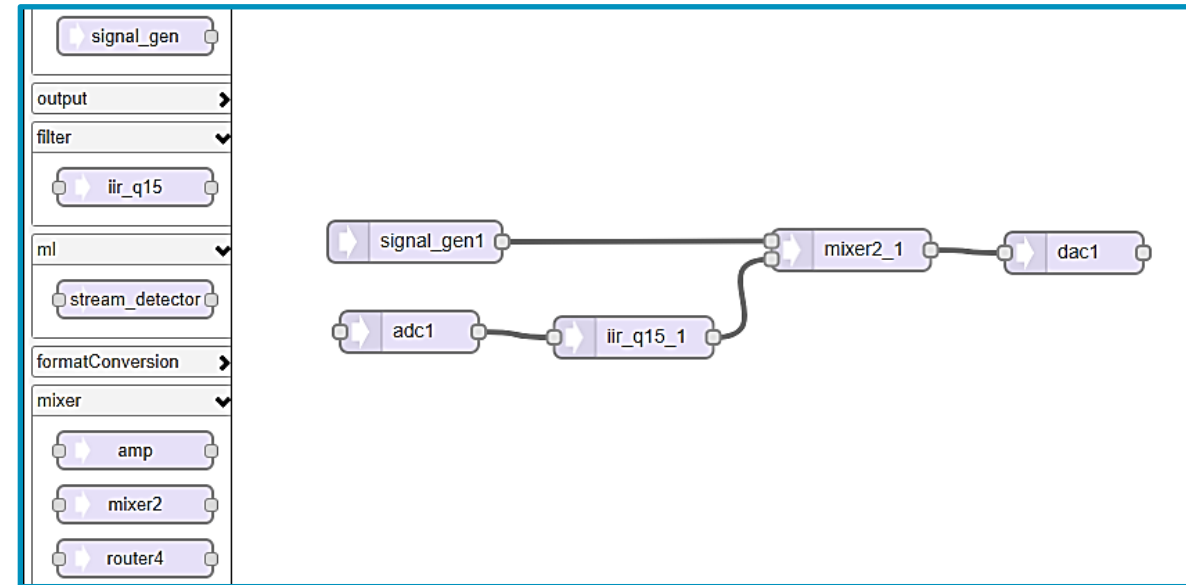 signal_gen
output
filter
iir_q15
ml
stream_detector
formatConversion
mixer
amp
mixer2
router4
signal_gen1
mixer2_1
dac1
adc1
iir_q15_1